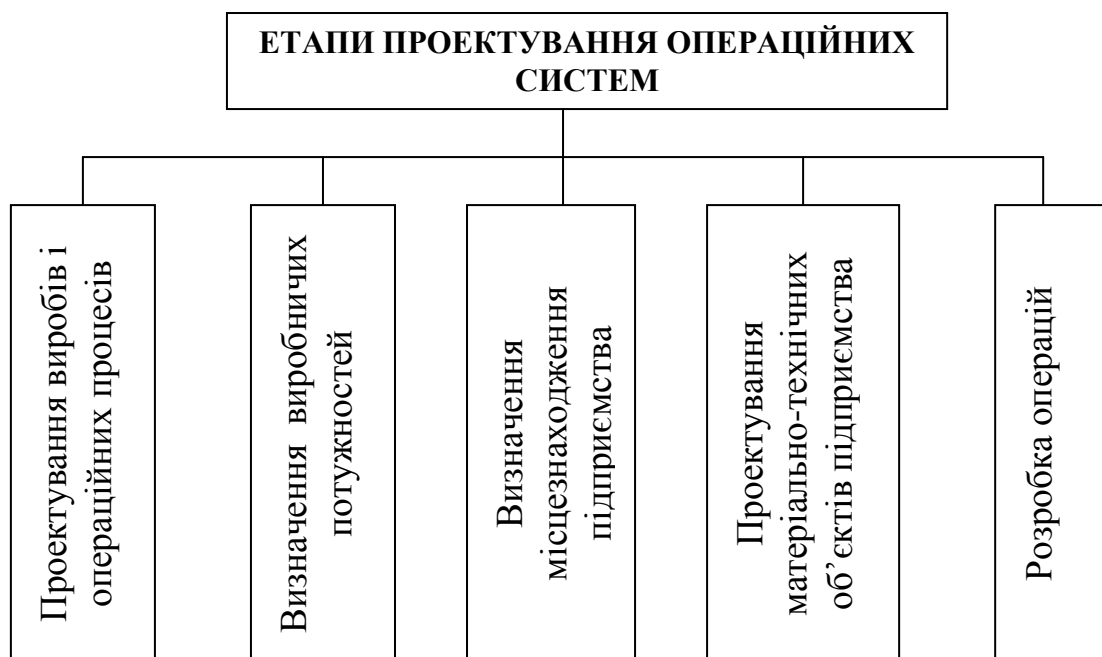 ЕТАПИ ПРОЕКТУВАННЯ ОПЕРАЦІЙНИХ
СИСТЕМ
Проектування виробів і
операційних процесів
Визначення виробничих
потужностей
Визначення
місцезнаходження
підприємства
Проектування
матеріально-технічних
об’єктів підприємства
Розробка операцій